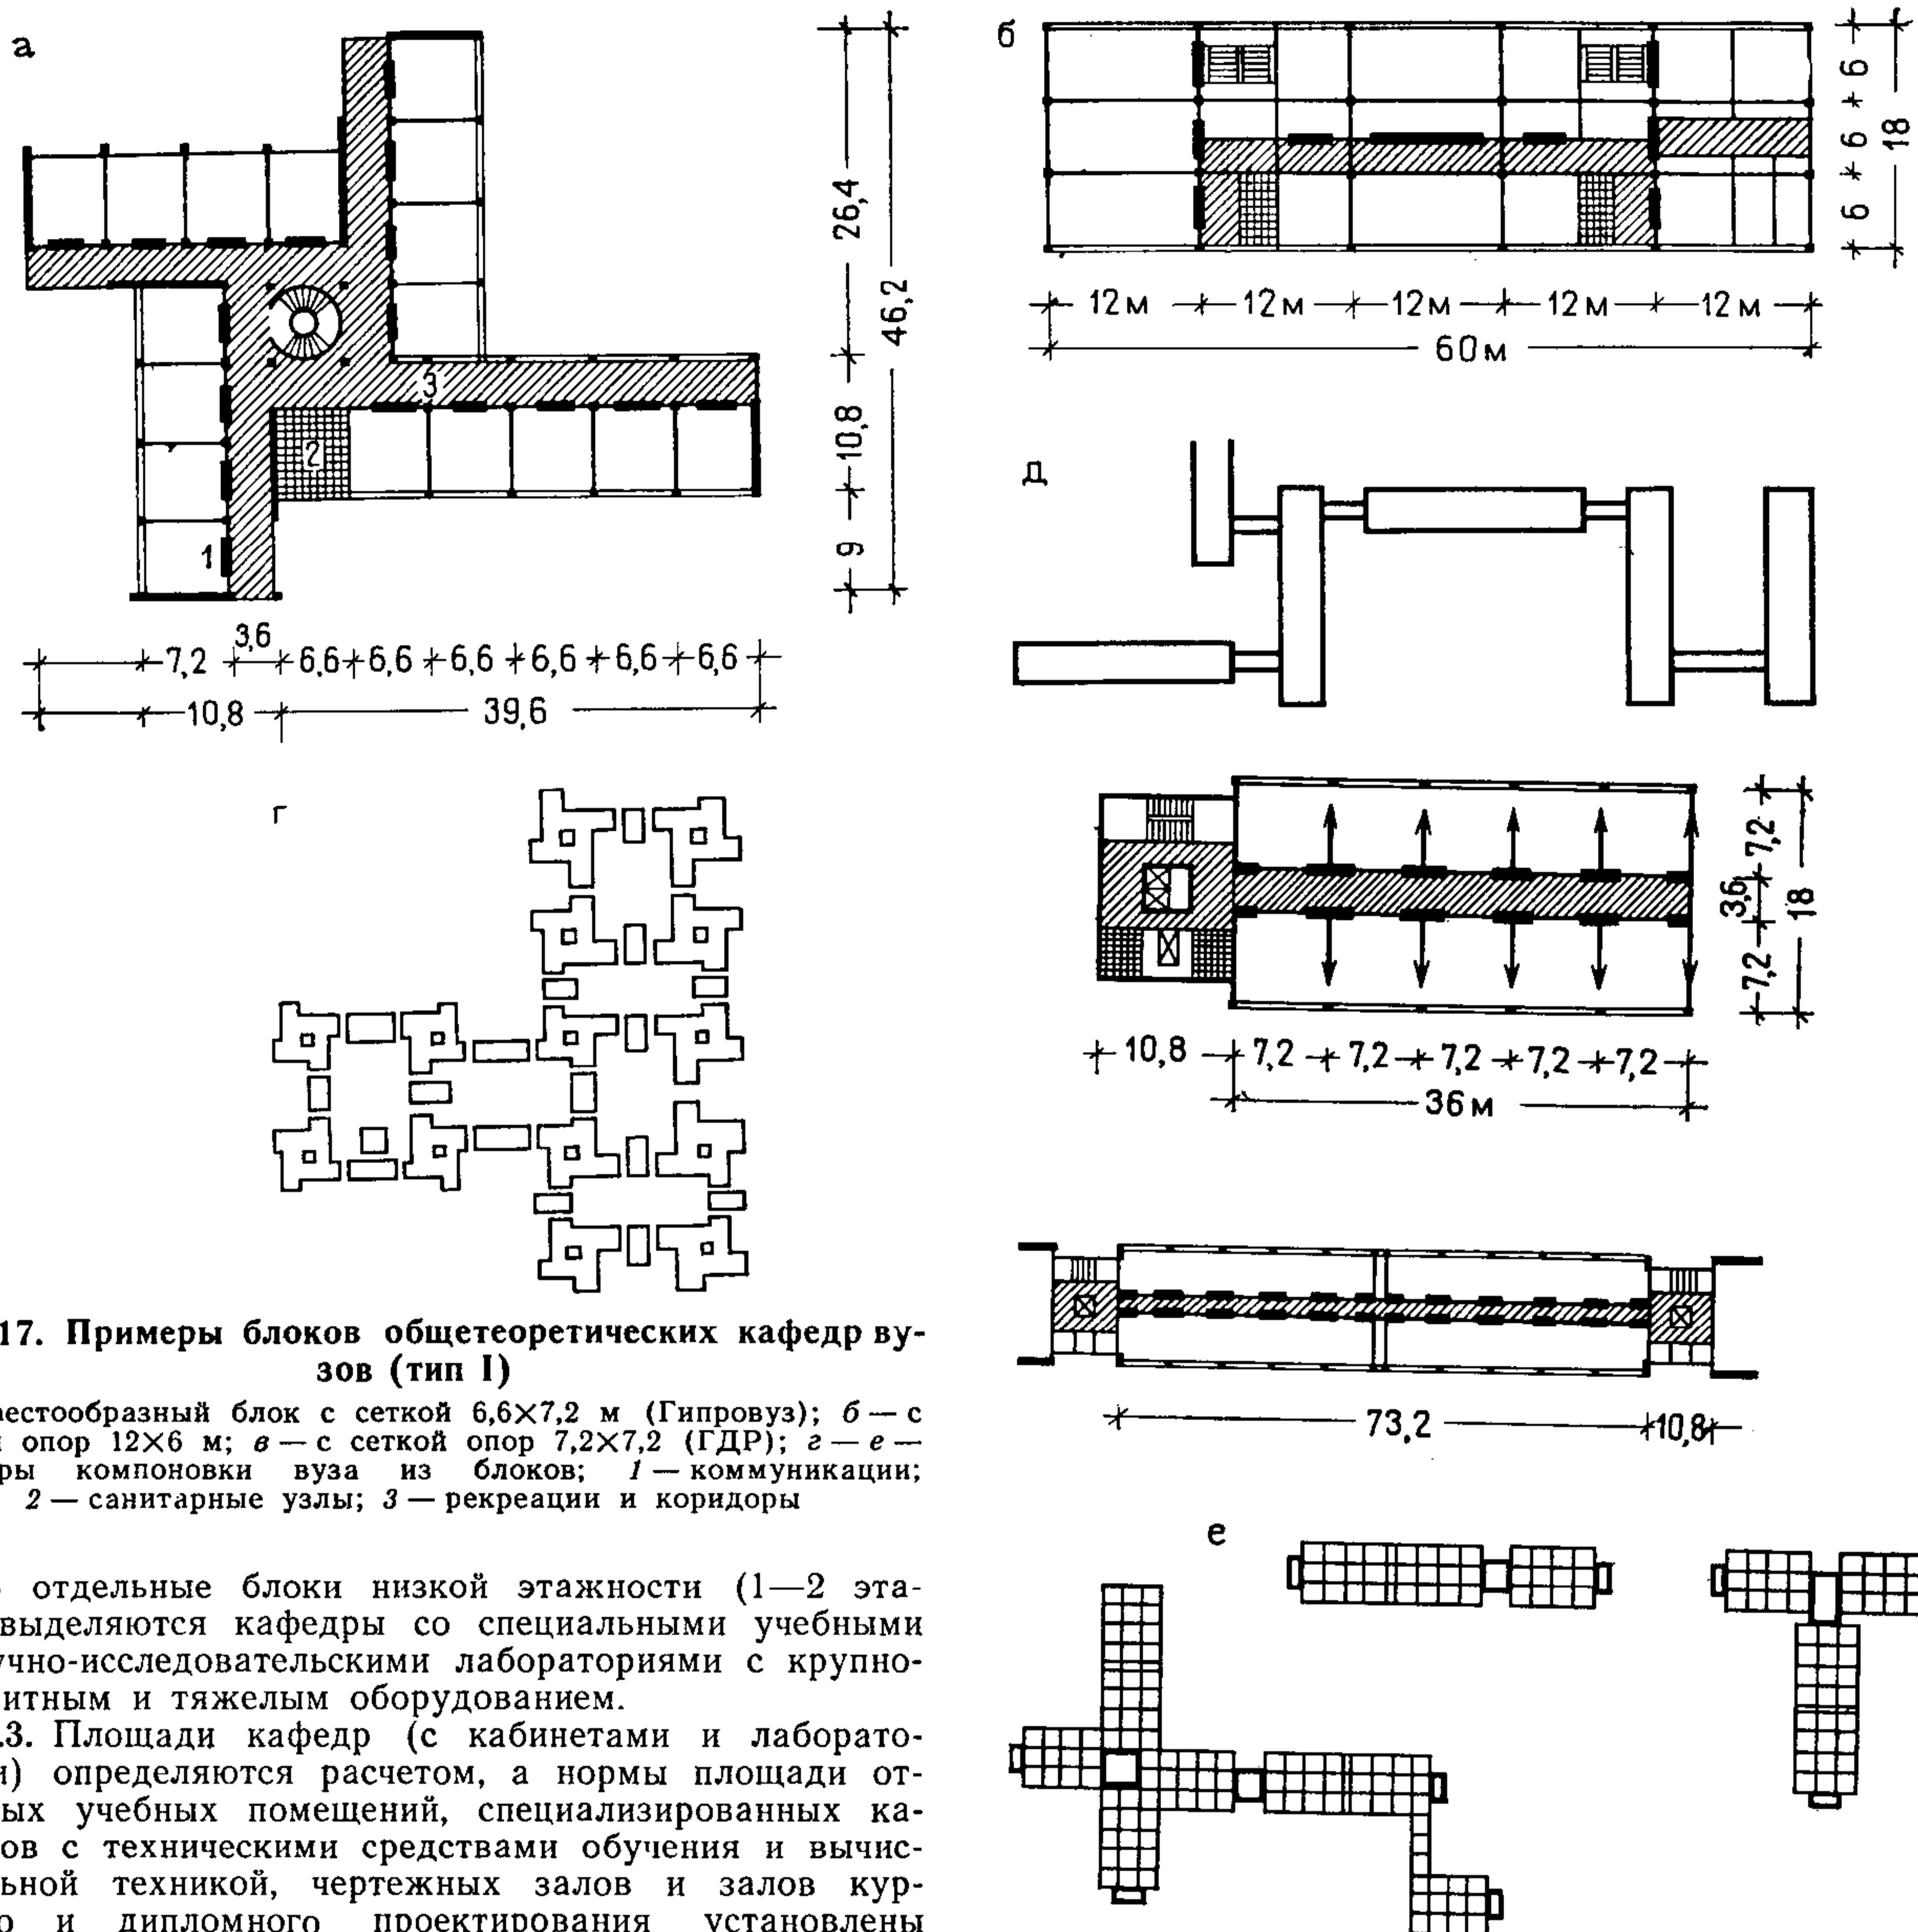 а
26,4
46,2
10,8
9
1
2
3
7,2 3,6 6,6 6,6 6,6 6,6 6,6 6,6
10,8 39,6
б
6 6 6
18
12м 12м 12м 12м 12м
60м
д
г
7,2
3,6
7,2
18
10,8 7,2 7,2 7,2 7,2 7,2
36м
73,2 10,8
е
17. Примеры блоков общетеоретических кафедр ву-
зов (тип I)
блок с сеткой 6,6×7,2 м (Гипровуз); б — с
опор 12×6 м; в — с сеткой опор 7,2×7,2 (ГДР); г — е —
компоновки вуза из блоков; 1 — коммуникации;
2 — санитарные узлы; 3 — рекреации и коридоры
отдельные блоки низкой этажности (1—2 эта-
выделяются кафедры со специальными учебными
учно-исследовательскими лабораториями с крупно-
итным и тяжелым оборудованием.
.3. Площади кафедр (с кабинетами и лаборато-
и) определяются расчетом, а нормы площади от-
ых учебных помещений, специализированных ка-
ов с техническими средствами обучения и вычис-
ьной техникой, чертежных залов и залов кур-
о и дипломного проектирования установлены